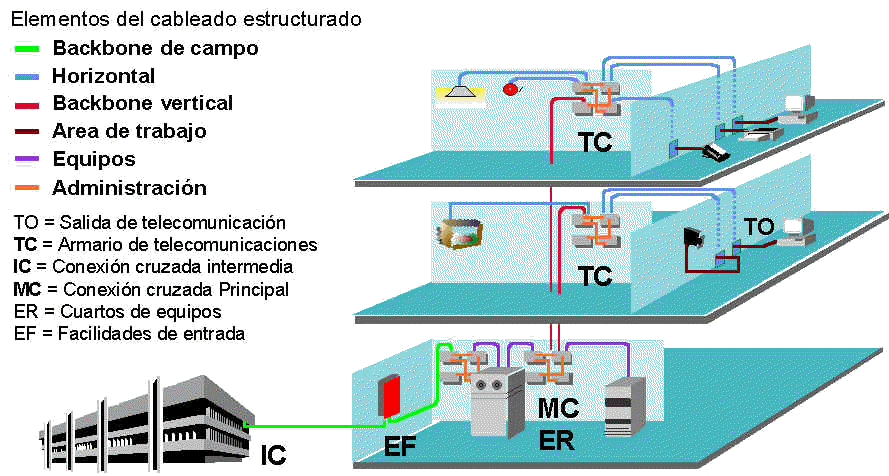 Elementos del cableado estructurado
Backbone de campo
Horizontal
Backbone vertical
Area de trabajo
Equipos
Administración
TO = Salida de telecomunicación
TC = Armario de telecomunicaciones
IC = Conexión cruzada intermedia
MC = Conexión cruzada Principal
ER = Cuartos de equipos
EF = Facilidades de entrada
TC
TO
TC
MC
ER
EF
IC